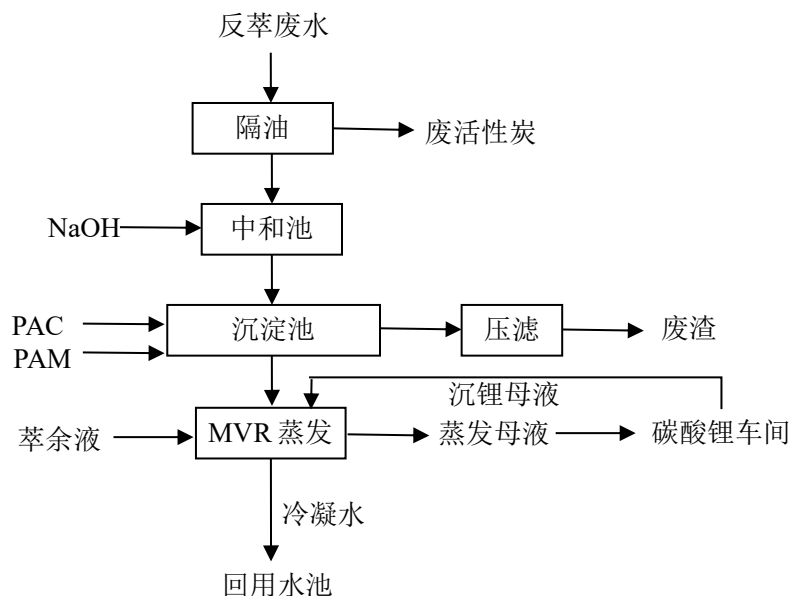 反萃废水
隔油
废活性炭
NaOH
中和池
PAC
PAM
沉淀池
压滤
废渣
沉锂母液
萃余液
MVR 蒸发
蒸发母液
碳酸锂车间
冷凝水
回用水池